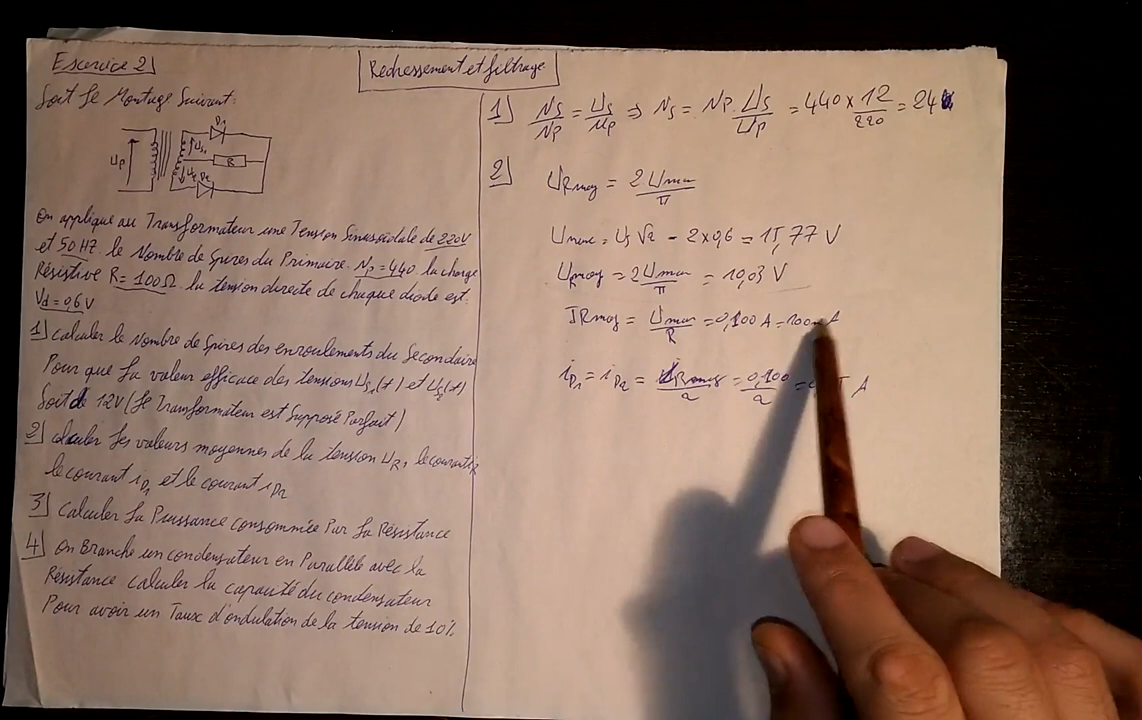 Exercice 2
Redressement et filtrage
Soit le Montage Suivant:
D1
Up
Us1
R
U2 D2
On applique au Transformateur une Tension Sinusoïdale de 220V
et 50 HZ. le Nombre de Spires du Primaire. Np = 440. la charge
Résistive R = 100 Ω la tension directe de chaque diode est.
Vd = 0,6 V
1) calculer le Nombre de Spires des enroulements du Secondaire
Pour que la valeur efficace des tensions Us1(t) et Us2(t)
Soit de 12V (le Transformateur est Supposé Parfait)
2) calculer les valeurs moyennes de la tension UR, le courant
le courant iD1 et le courant iD2
3) calculer la Puissance consommée Par la Résistance
4) On Branche un condensateur en Parallèle avec la
Résistance calculer la capacité du condensateur
Pour avoir un Taux d'ondulation de la tension de 10%
1) Ns/Np = Us/Up ⇒ Ns = Np · Us/Up = 440 × 12/220 = 24
2) URmoy = 2Umax/π
Umax = Us √2 - 2×0,6 = 15,77 V
URmoy = 2Umax/π = 10,03 V
IRmoy = Umax/R = 0,100 A = 100mA
iD1 = iD2 = /2 = 0,100/2 = A